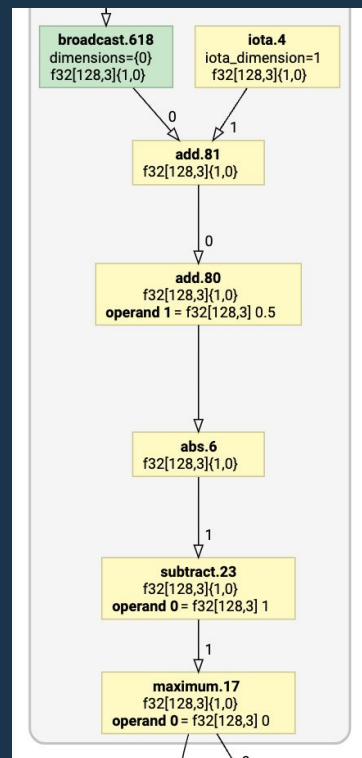 broadcast.618
dimensions={0}
f32[128,3]{1,0}
iota.4
iota_dimension=1
f32[128,3]{1,0}
0
1
add.81
f32[128,3]{1,0}
0
add.80
f32[128,3]{1,0}
operand 1 = f32[128,3] 0.5
abs.6
f32[128,3]{1,0}
1
subtract.23
f32[128,3]{1,0}
operand 0 = f32[128,3] 1
1
maximum.17
f32[128,3]{1,0}
operand 0 = f32[128,3] 0